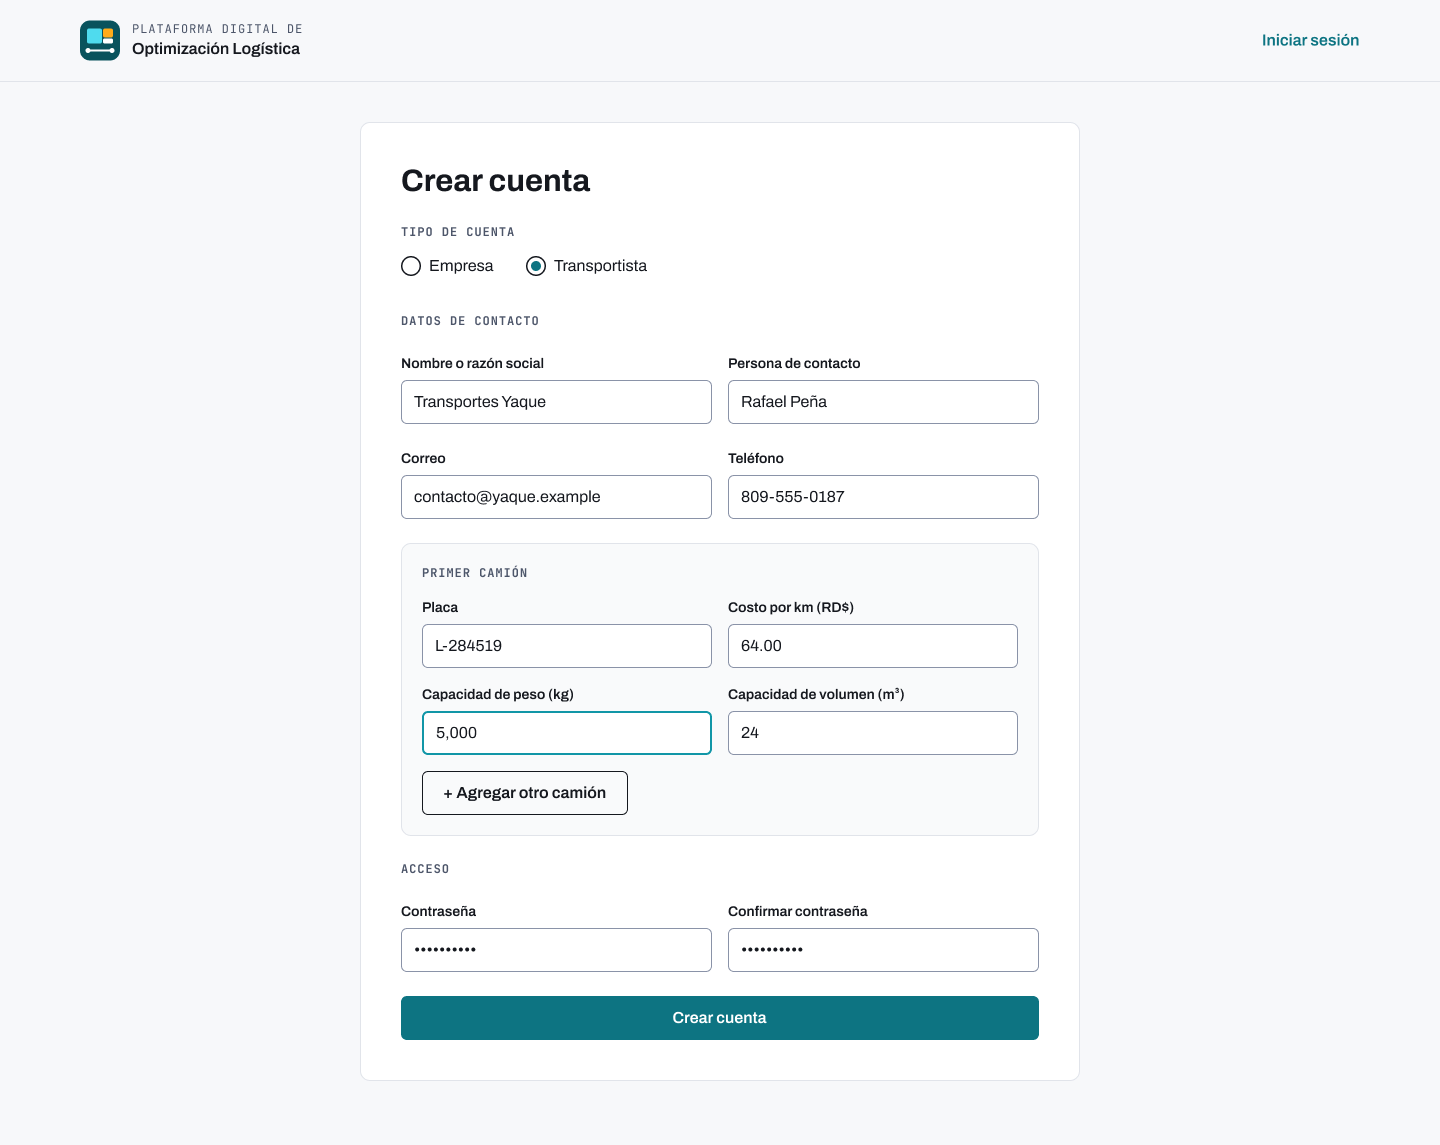 PLATAFORMA DIGITAL DE
Optimización Logística
Iniciar sesión
Crear cuenta
TIPO DE CUENTA
Empresa
Transportista
DATOS DE CONTACTO
Nombre o razón social
Persona de contacto
Transportes Yaque
Rafael Peña
Correo
Teléfono
contacto@yaque.example
809-555-0187
PRIMER CAMIÓN
Placa
Costo por km (RD$)
L-284519
64.00
Capacidad de peso (kg)
Capacidad de volumen (m³)
5,000
24
+ Agregar otro camión
ACCESO
Contraseña
Confirmar contraseña
••••••••••
••••••••••
Crear cuenta